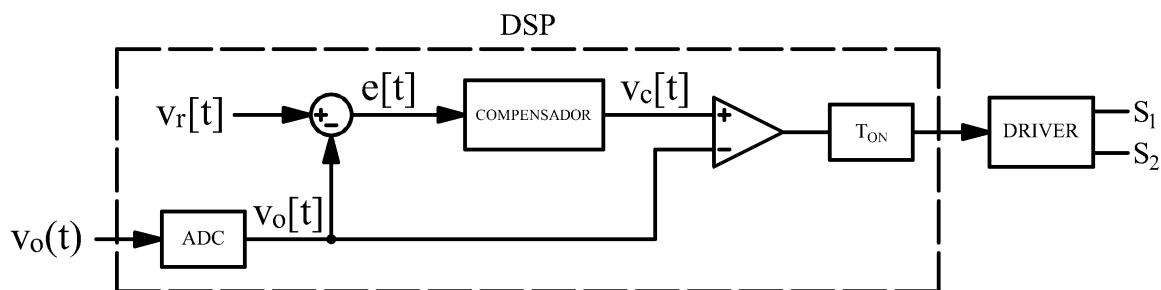 DSP
e[t]
v_c[t]
v_r[t]
+
-
COMPENSADOR
+
-
T_ON
DRIVER
S_1
S_2
v_o[t]
v_o(t)
ADC